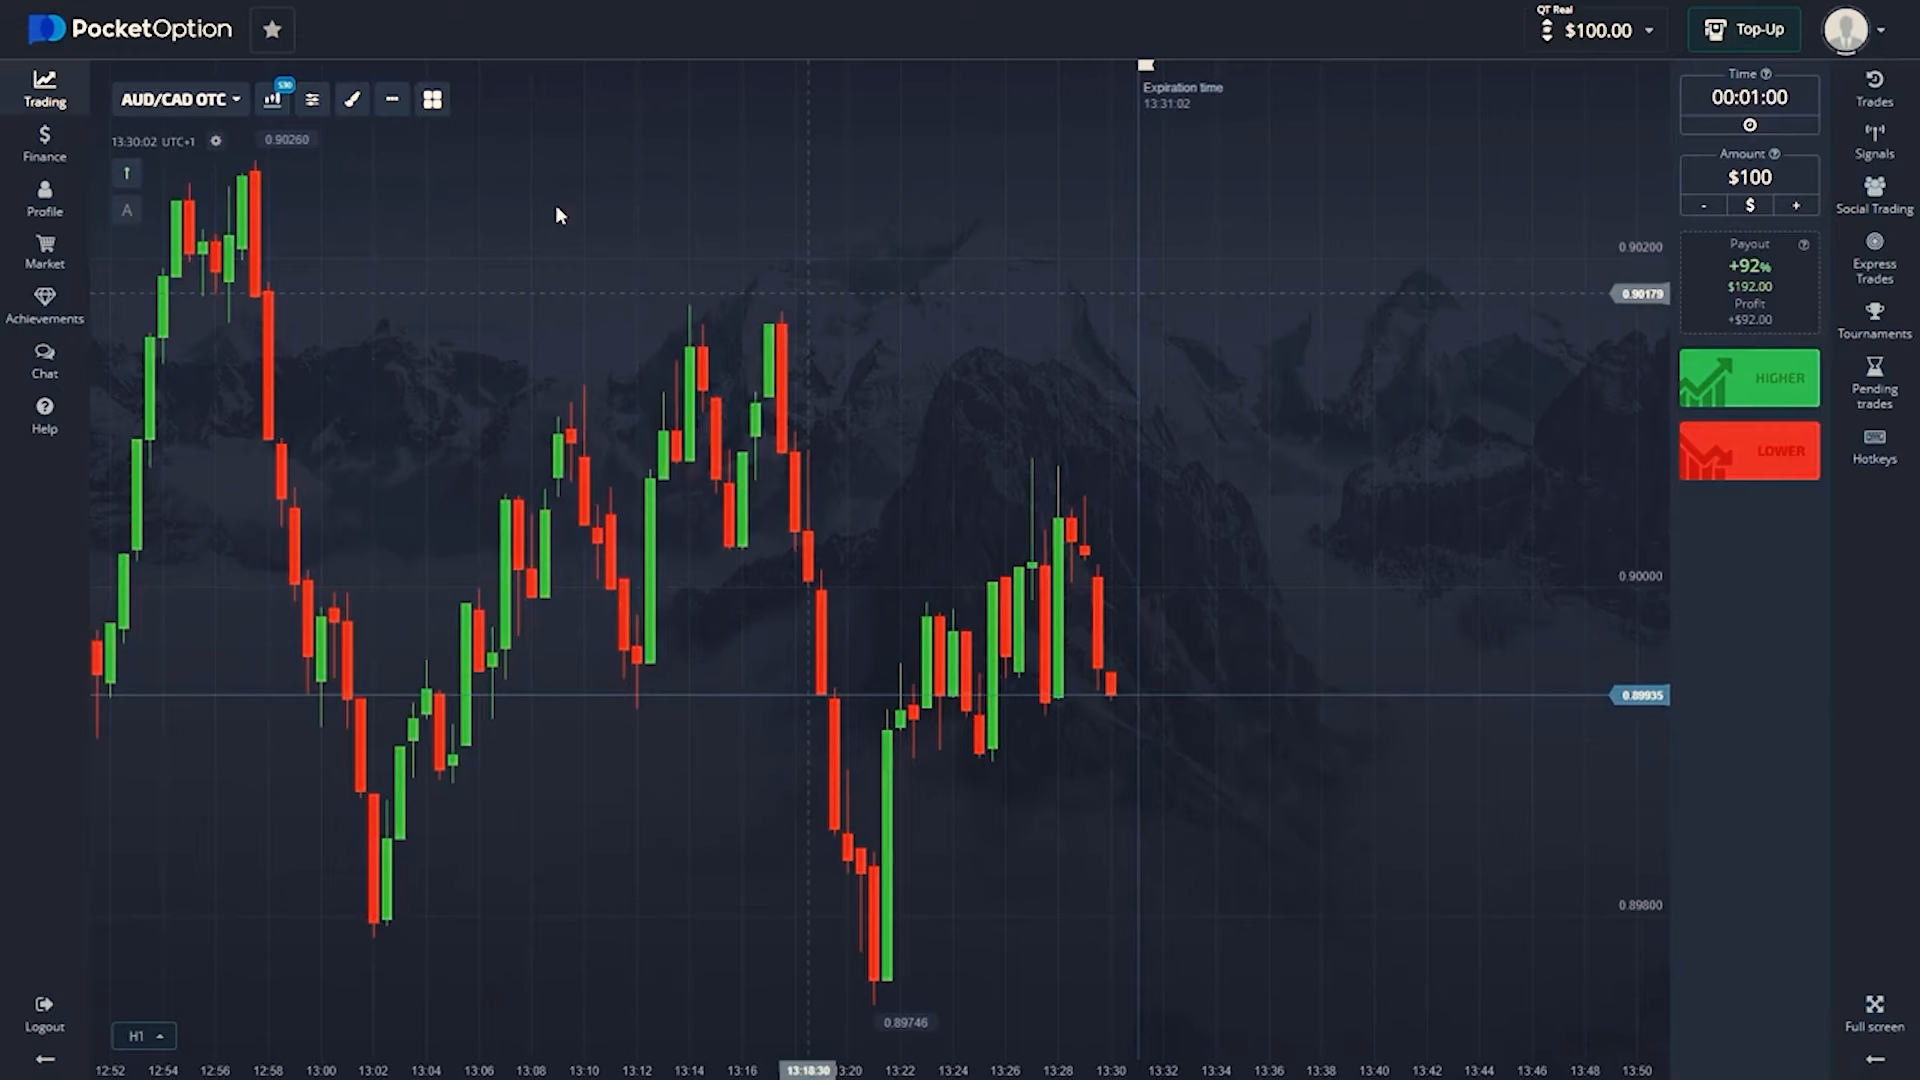 PocketOption
QT Real
$100.00
Top-Up
Trading
Finance
Profile
Market
Achievements
Chat
Help
Logout
AUD/CAD OTC
S30
13:30:02 UTC+1
0.90260
A
Expiration time
13:31:02
0.90200
0.90179
0.90000
0.89935
0.89800
0.89746
H1
12:52 12:54 12:56 12:58 13:00 13:02 13:04 13:06 13:08 13:10 13:12 13:14 13:16 13:18:30 3:20 13:22 13:24 13:26 13:28 13:30 13:32 13:34 13:36 13:38 13:40 13:42 13:44 13:46 13:48 13:50
Time
00:01:00
Amount
$100
- $ +
Payout
+92%
$192.00
Profit
+$92.00
HIGHER
LOWER
Trades
Signals
Social Trading
Express
Trades
Tournaments
Pending
trades
Hotkeys
Full screen